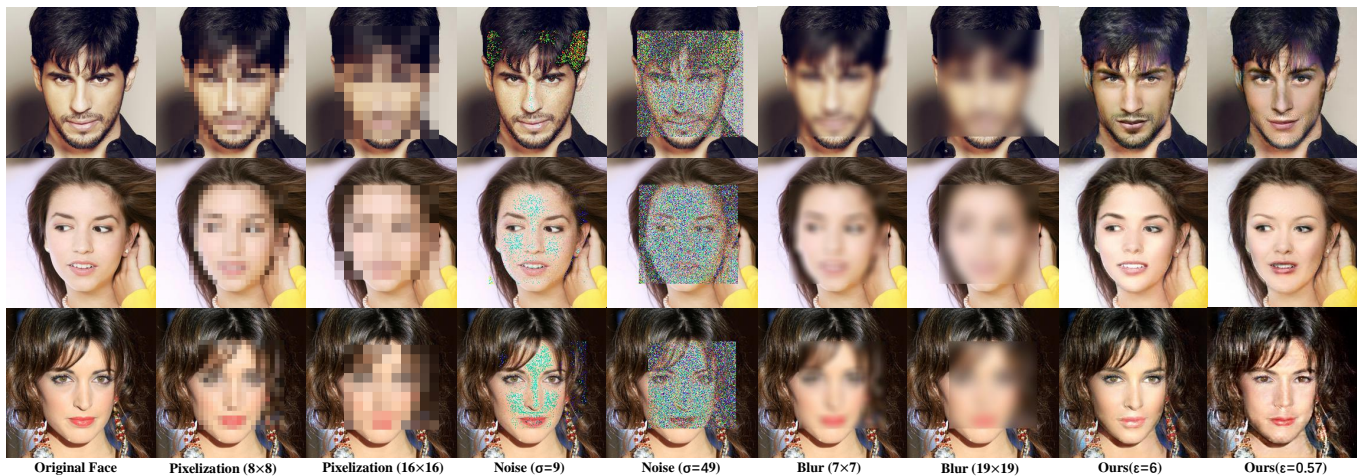 Original Face Pixelization (8×8) Pixelization (16×16) Noise (σ=9) Noise (σ=49) Blur (7×7) Blur (19×19) Ours(ε=6) Ours(ε=0.57)